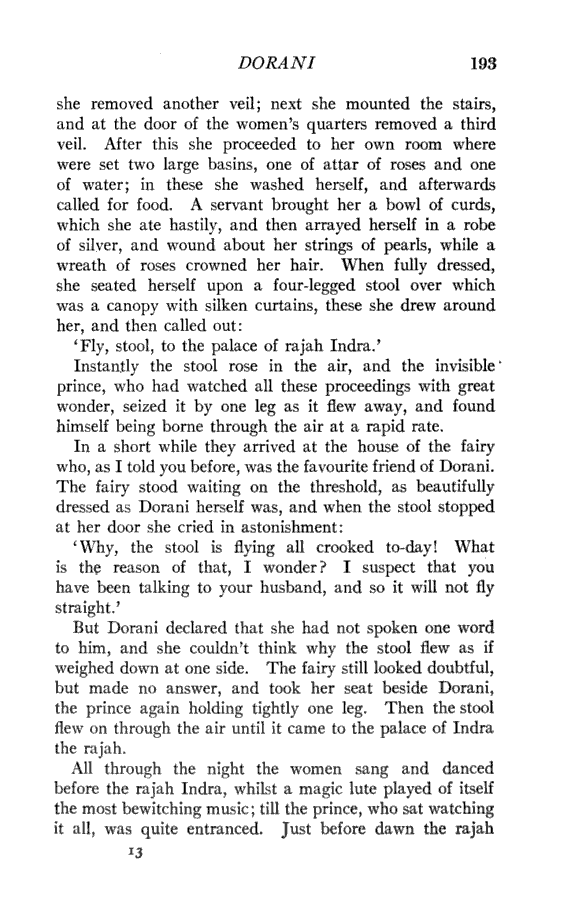 DORANI 193
she removed another veil; next she mounted the stairs,
and at the door of the women's quarters removed a third
veil. After this she proceeded to her own room where
were set two large basins, one of attar of roses and one
of water; in these she washed herself, and afterwards
called for food. A servant brought her a bowl of curds,
which she ate hastily, and then arrayed herself in a robe
of silver, and wound about her strings of pearls, while a
wreath of roses crowned her hair. When fully dressed,
she seated herself upon a four-legged stool over which
was a canopy with silken curtains, these she drew around
her, and then called out:
'Fly, stool, to the palace of rajah Indra.'
Instantly the stool rose in the air, and the invisible
prince, who had watched all these proceedings with great
wonder, seized it by one leg as it flew away, and found
himself being borne through the air at a rapid rate.
In a short while they arrived at the house of the fairy
who, as I told you before, was the favourite friend of Dorani.
The fairy stood waiting on the threshold, as beautifully
dressed as Dorani herself was, and when the stool stopped
at her door she cried in astonishment:
'Why, the stool is flying all crooked to-day! What
is the reason of that, I wonder? I suspect that you
have been talking to your husband, and so it will not fly
straight.'
But Dorani declared that she had not spoken one word
to him, and she couldn't think why the stool flew as if
weighed down at one side. The fairy still looked doubtful,
but made no answer, and took her seat beside Dorani,
the prince again holding tightly one leg. Then the stool
flew on through the air until it came to the palace of Indra
the rajah.
All through the night the women sang and danced
before the rajah Indra, whilst a magic lute played of itself
the most bewitching music; till the prince, who sat watching
it all, was quite entranced. Just before dawn the rajah
13